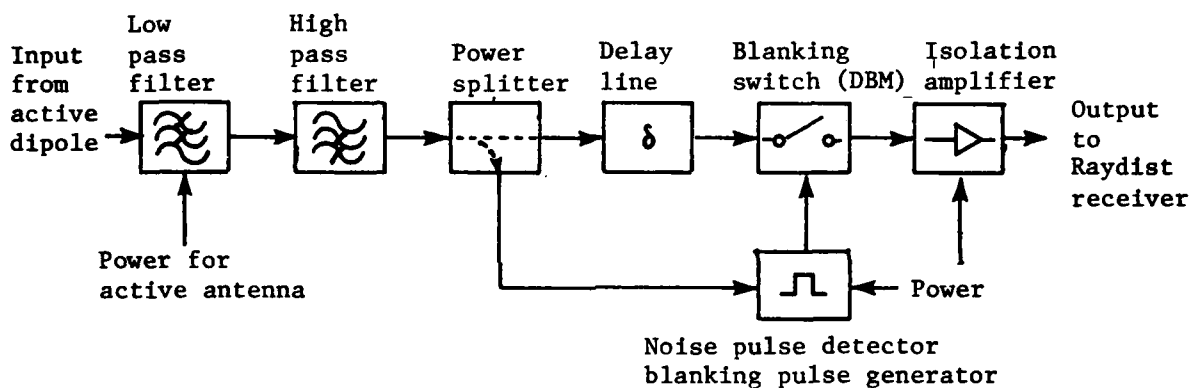 Input
from
active
dipole
Low
pass
filter
High
pass
filter
Power
splitter
Delay
line
δ
Blanking
switch (DBM)
Isolation
amplifier
Output
to
Raydist
receiver
Power for
active antenna
Power
Noise pulse detector
blanking pulse generator